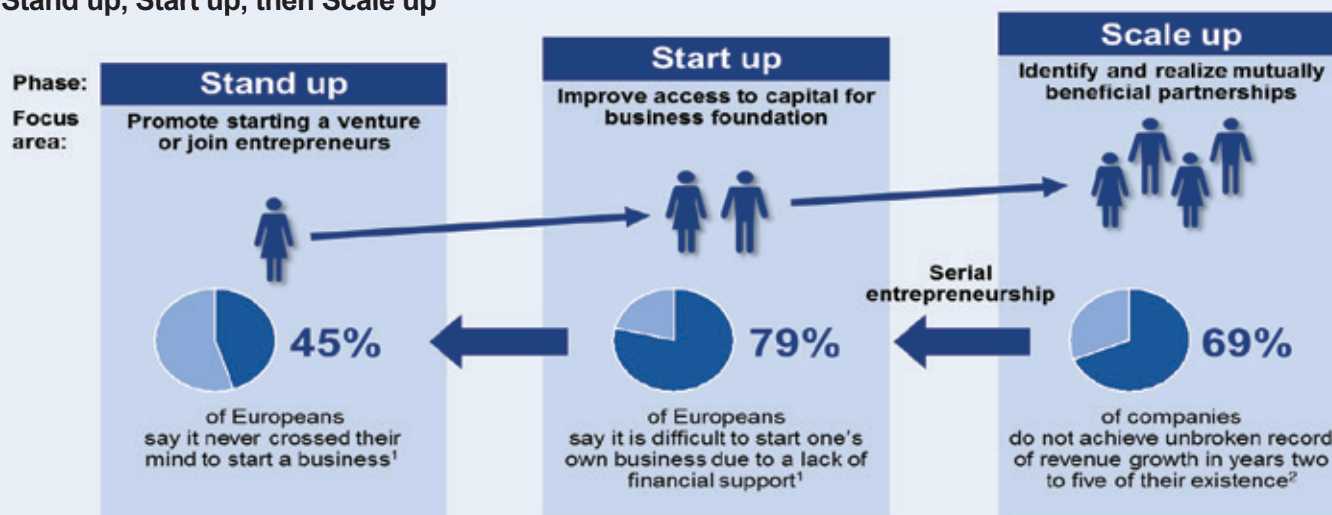 Stand up, Start up, then Scale up
Phase:
Focus
area:
Stand up
Promote starting a venture
or join entrepreneurs
45%
of Europeans
say it never crossed their
mind to start a business¹
Start up
Improve access to capital for
business foundation
79%
of Europeans
say it is difficult to start one's
own business due to a lack of
financial support¹
Serial
entrepreneurship
Scale up
Identify and realize mutually
beneficial partnerships
69%
of companies
do not achieve unbroken record
of revenue growth in years two
to five of their existence²